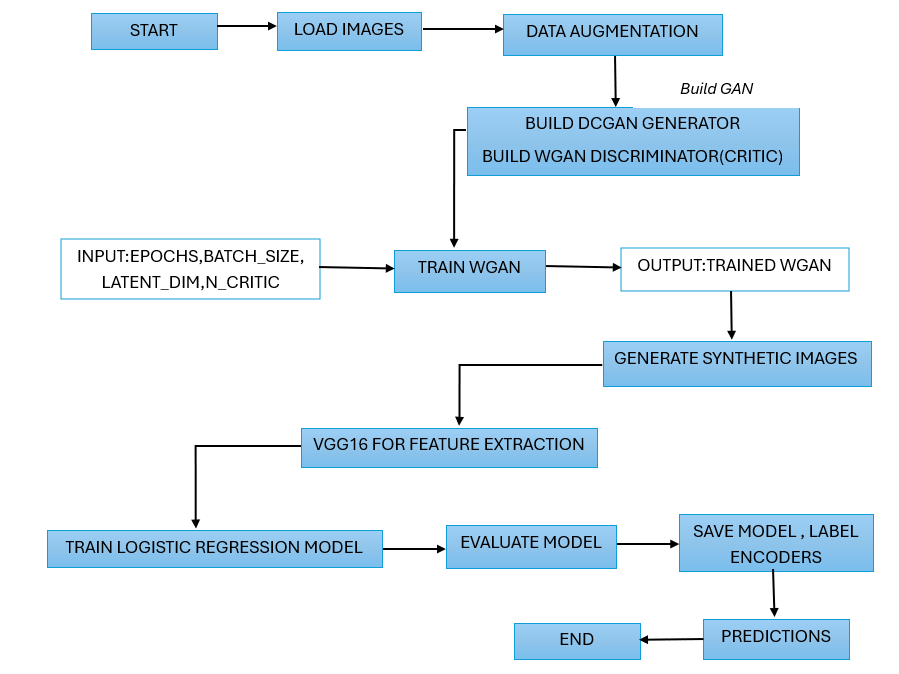 START
LOAD IMAGES
DATA AUGMENTATION
Build GAN
BUILD DCGAN GENERATOR
BUILD WGAN DISCRIMINATOR(CRITIC)
INPUT:EPOCHS,BATCH_SIZE,
LATENT_DIM,N_CRITIC
TRAIN WGAN
OUTPUT:TRAINED WGAN
GENERATE SYNTHETIC IMAGES
VGG16 FOR FEATURE EXTRACTION
TRAIN LOGISTIC REGRESSION MODEL
EVALUATE MODEL
SAVE MODEL , LABEL
ENCODERS
PREDICTIONS
END